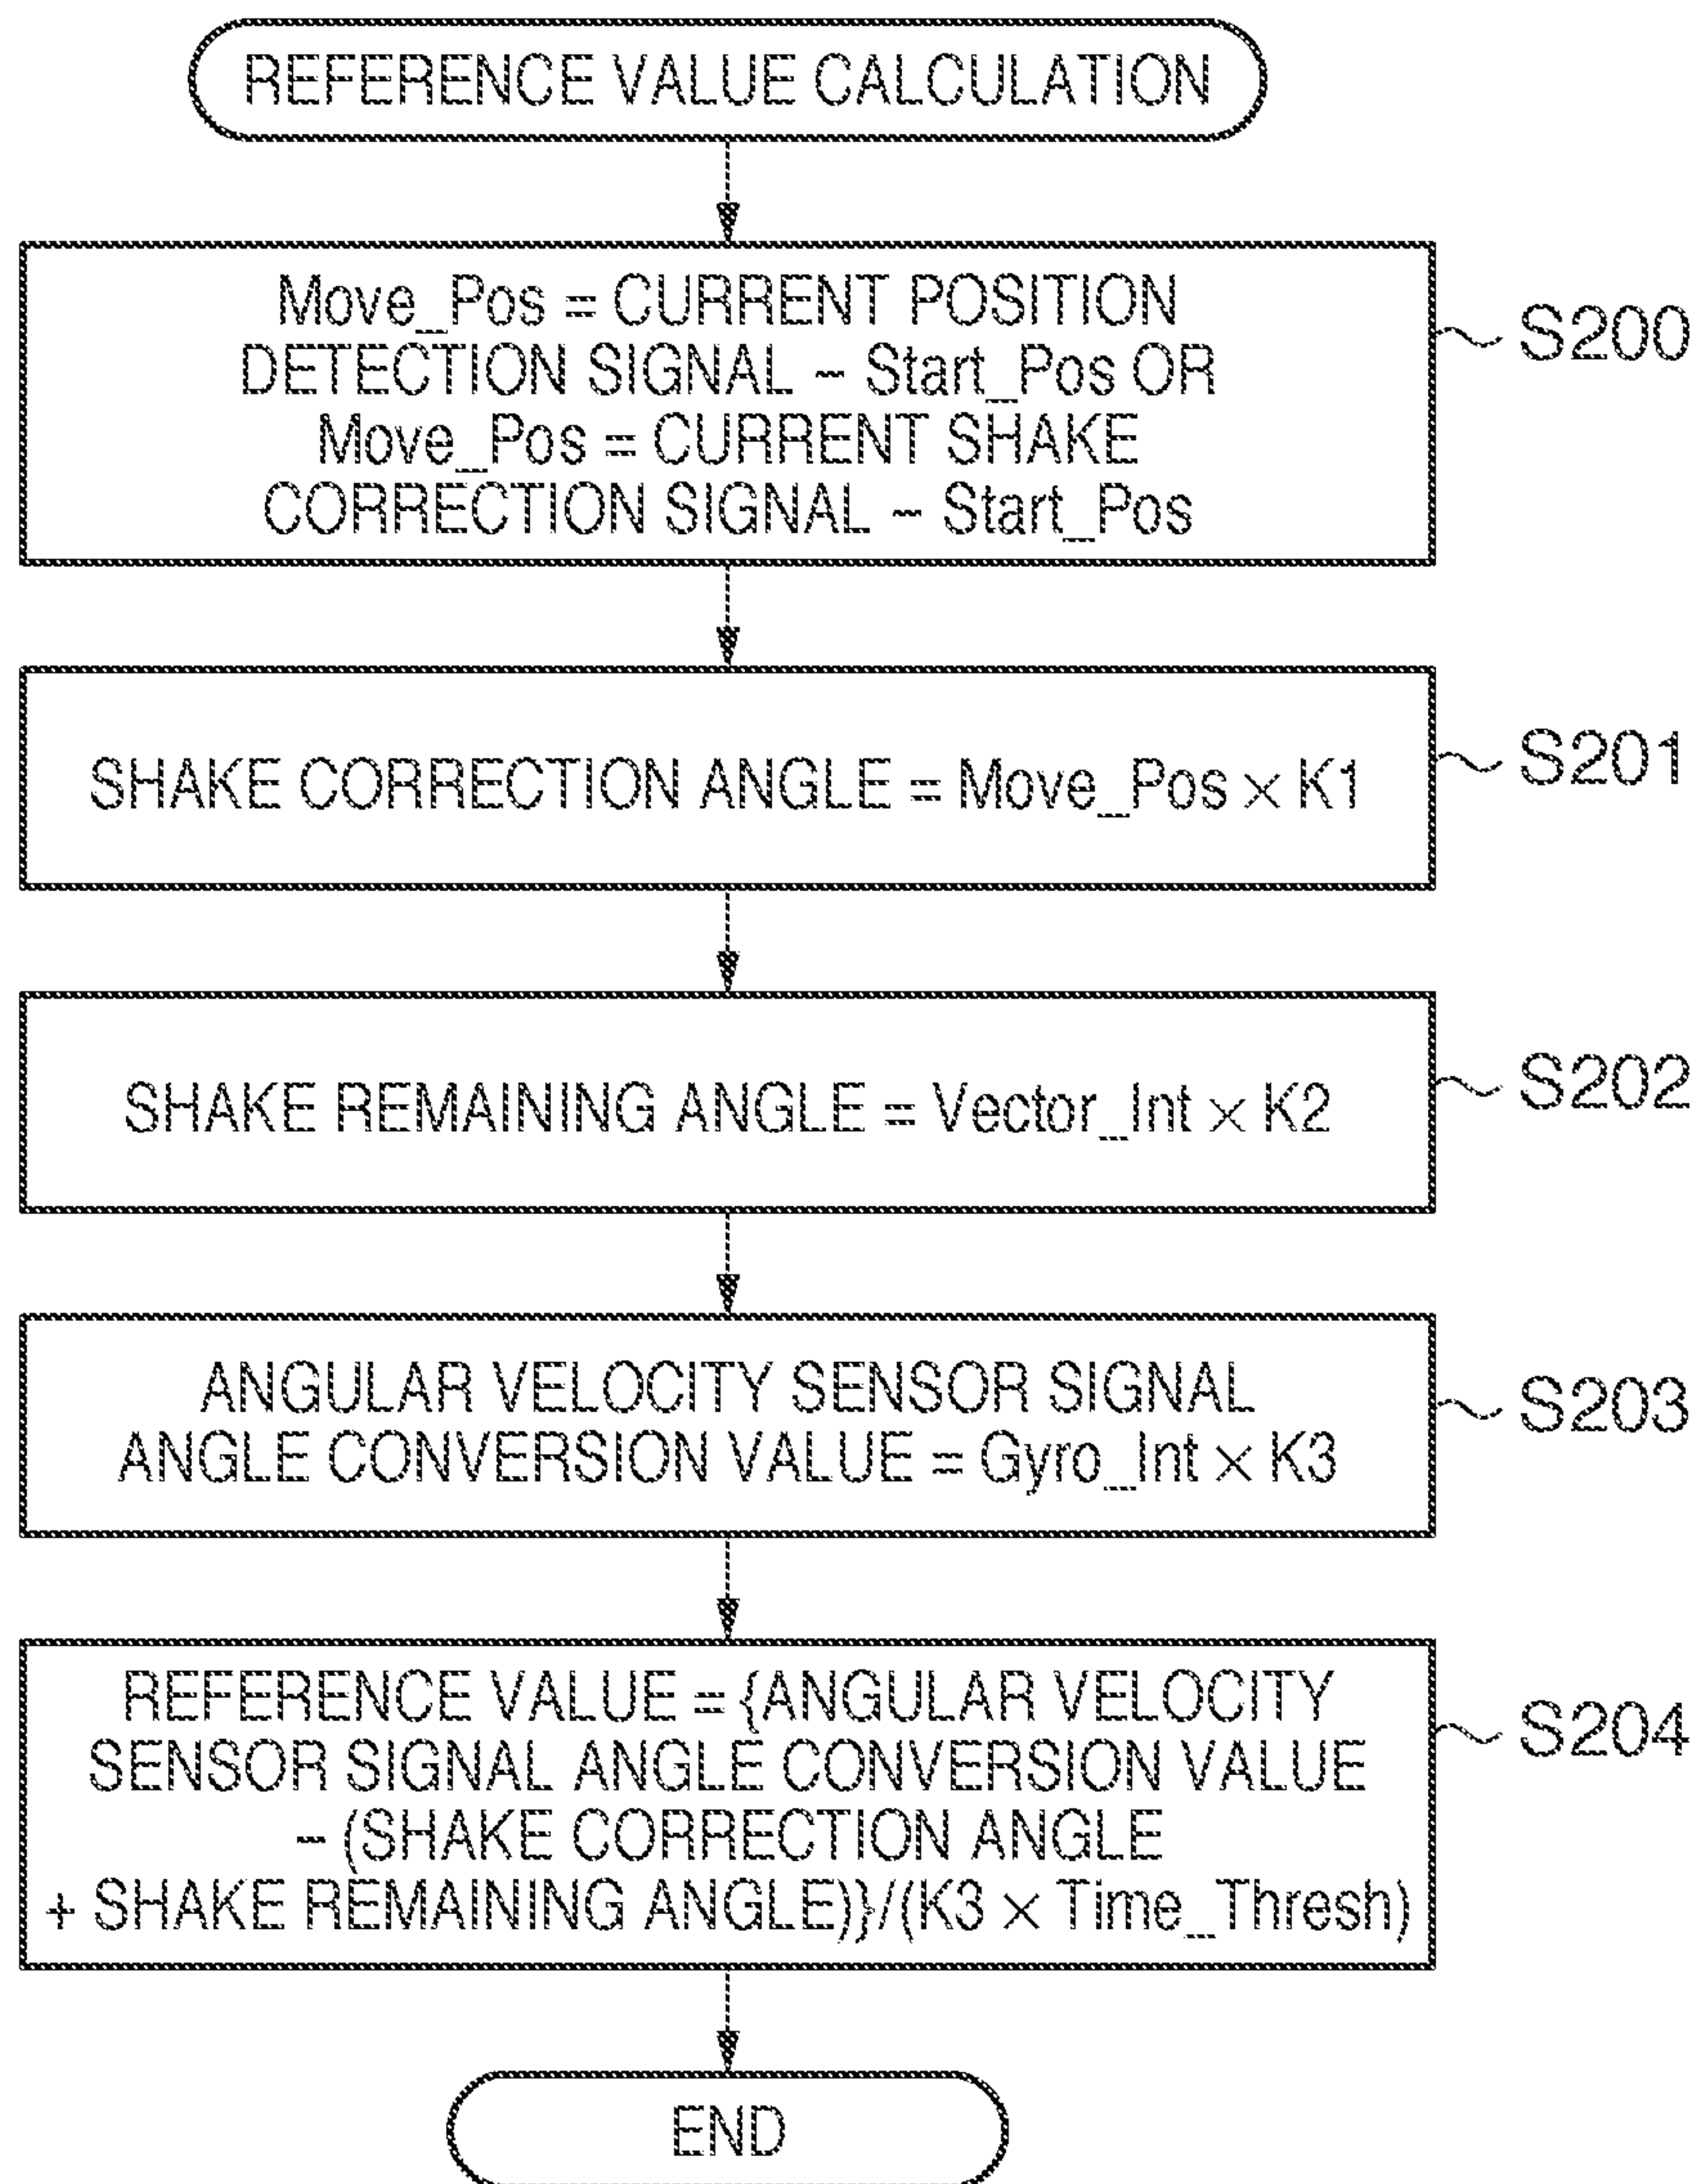 REFERENCE VALUE CALCULATION
Move_Pos = CURRENT POSITION
DETECTION SIGNAL - Start_Pos OR
Move_Pos = CURRENT SHAKE
CORRECTION SIGNAL - Start_Pos
S200
SHAKE CORRECTION ANGLE = Move_Pos × K1
S201
SHAKE REMAINING ANGLE = Vector_Int × K2
S202
ANGULAR VELOCITY SENSOR SIGNAL
ANGLE CONVERSION VALUE = Gyro_Int × K3
S203
REFERENCE VALUE = {ANGULAR VELOCITY
SENSOR SIGNAL ANGLE CONVERSION VALUE
- (SHAKE CORRECTION ANGLE
+ SHAKE REMAINING ANGLE)}/(K3 × Time_Thresh)
S204
END